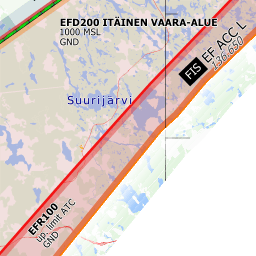 EFD200 ITÄINEN VAARA-ALUE
1000 MSL
GND
Suurijärvi
FIS
EF ACC L
136.650
EFR100
up. limit ATC
GND